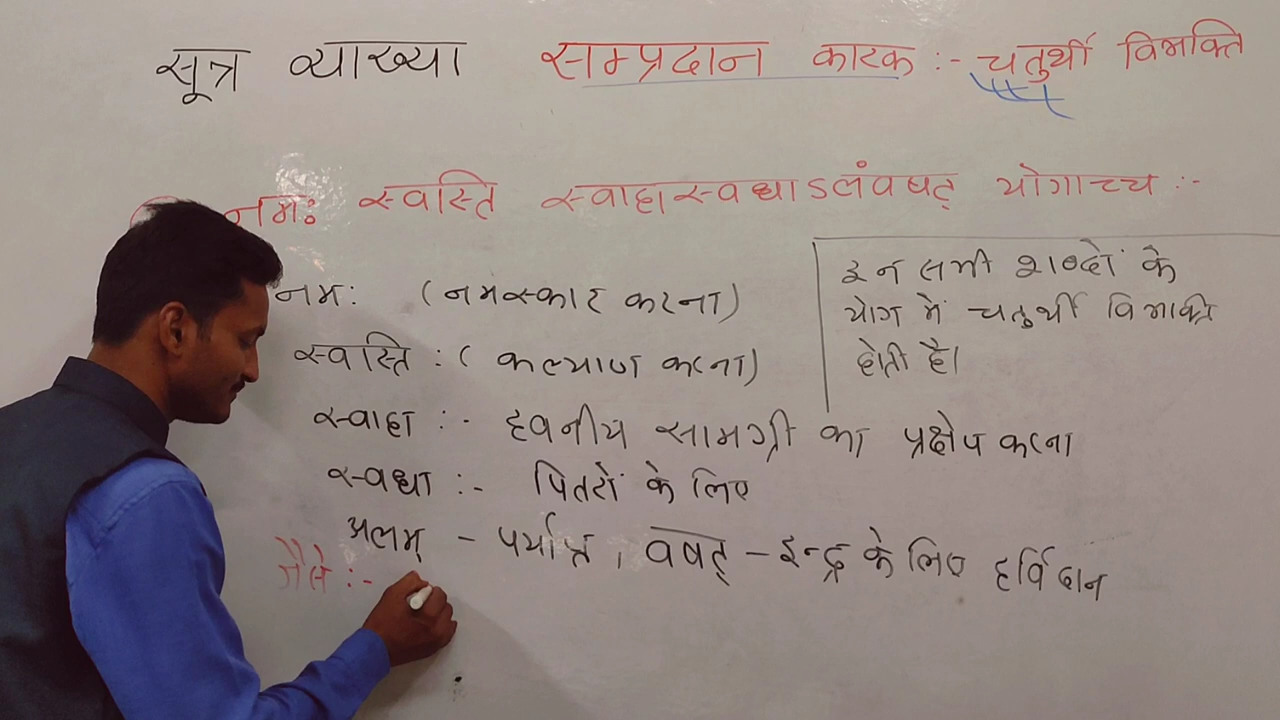 सूत्र व्याख्या सम्प्रदान कारक :- चतुर्थी विभक्ति
नमः स्वस्ति स्वाहास्वधाऽलंवषट् योगाच्च :-
नमः (नमस्कार करना)
स्वस्ति : ( कल्याण करना)
इन सभी शब्दों के
योग में चतुर्थी विभक्ति
होती है।
स्वाहा :- हवनीय सामग्री का प्रक्षेप करना
स्वधा :- पितरों के लिए
अलम् - पर्याप्त, वषट् - इन्द्र के लिए हर्विदान
जैसे :-